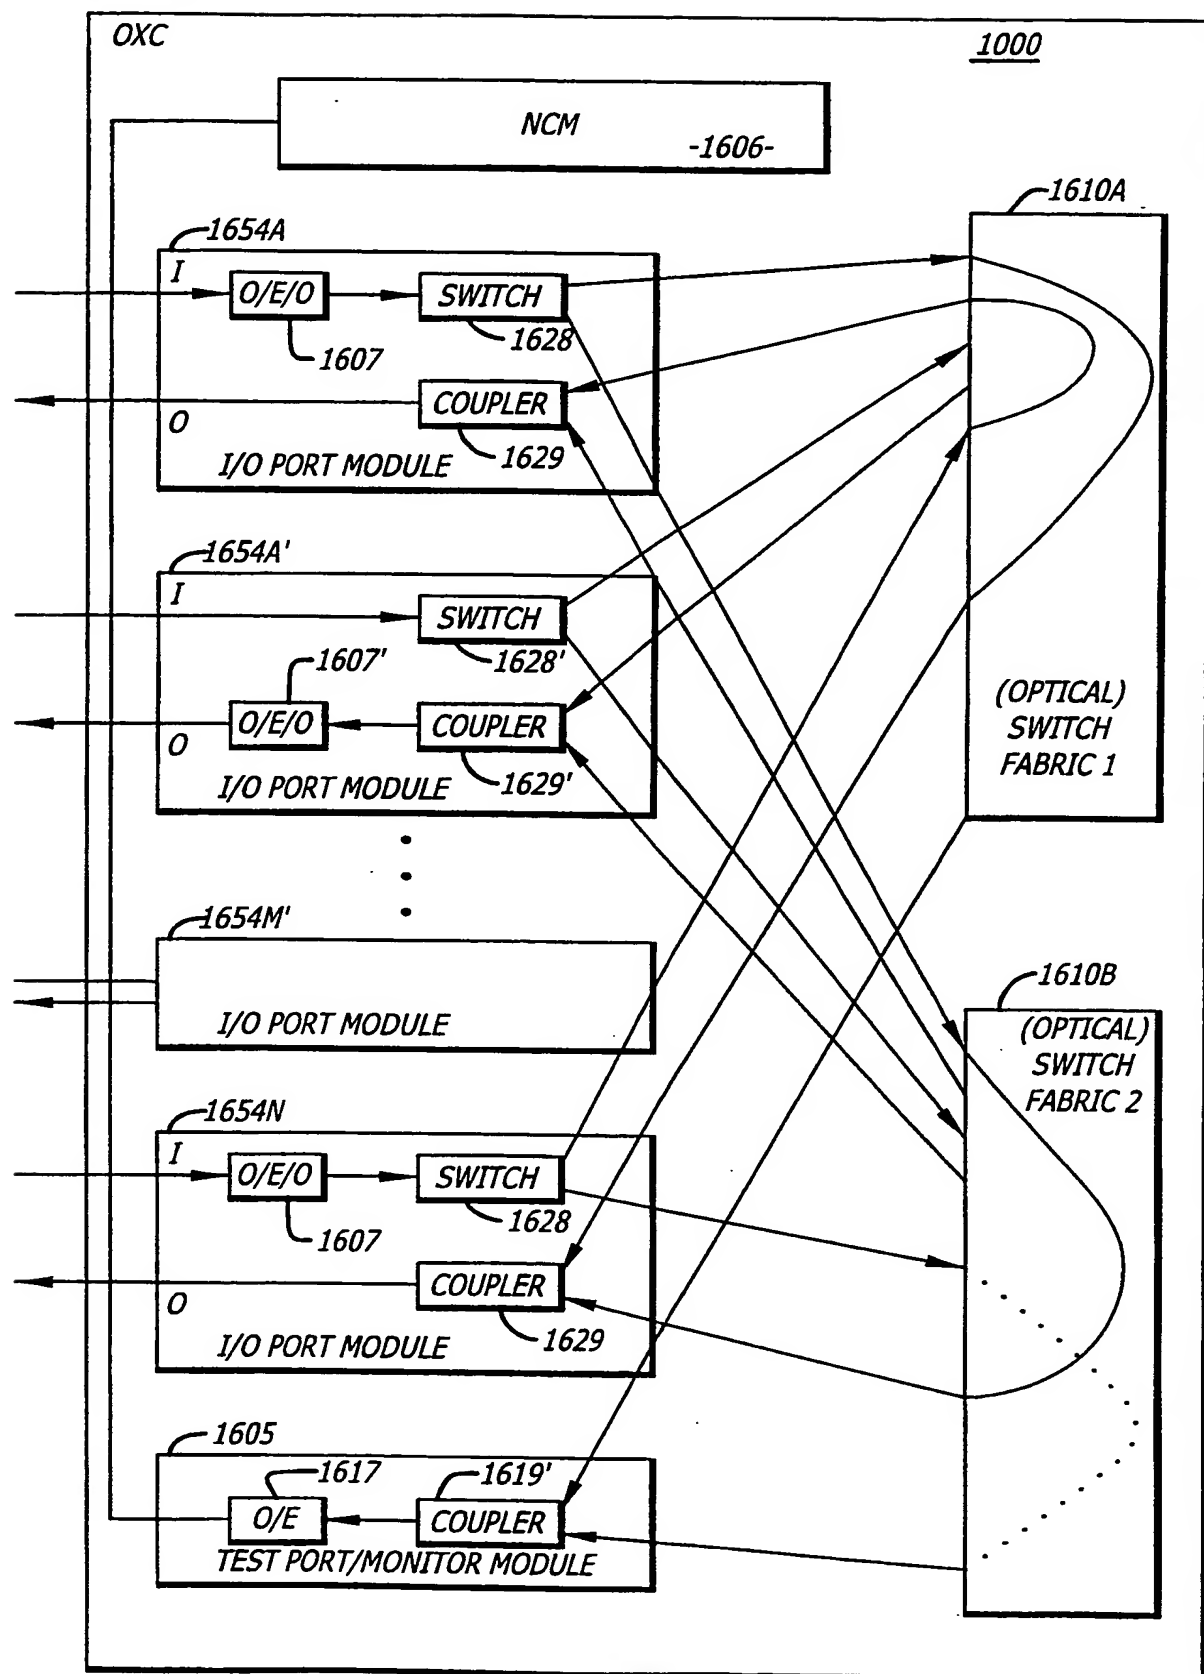 OXC
1000
NCM
-1606-
1610A
1654A
I
O/E/O
SWITCH
1607
1628
COUPLER
O
1629
I/O PORT MODULE
1654A'
I
SWITCH
1607'
1628'
O/E/O
COUPLER
O
1629'
I/O PORT MODULE
(OPTICAL)
SWITCH
FABRIC 1
1654M'
I/O PORT MODULE
1610B
(OPTICAL)
SWITCH
FABRIC 2
1654N
I
O/E/O
SWITCH
1607
1628
COUPLER
O
1629
I/O PORT MODULE
1605
1617
1619'
O/E
COUPLER
TEST PORT/MONITOR MODULE